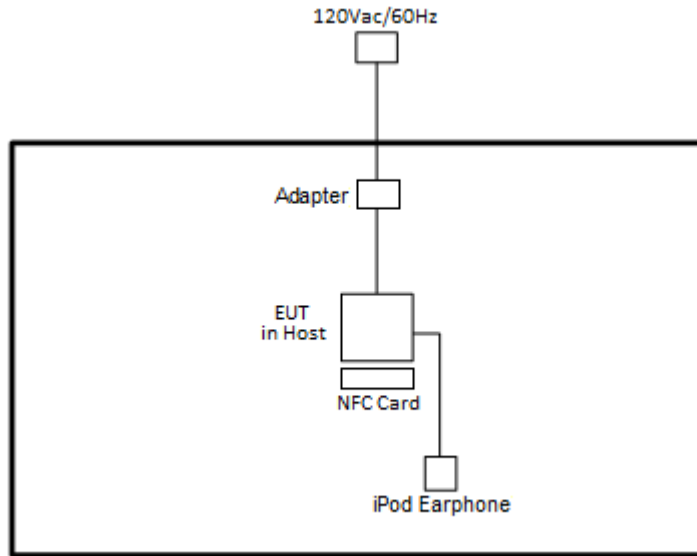 120Vac/60Hz
Adapter
EUT
in Host
NFC Card
iPod Earphone